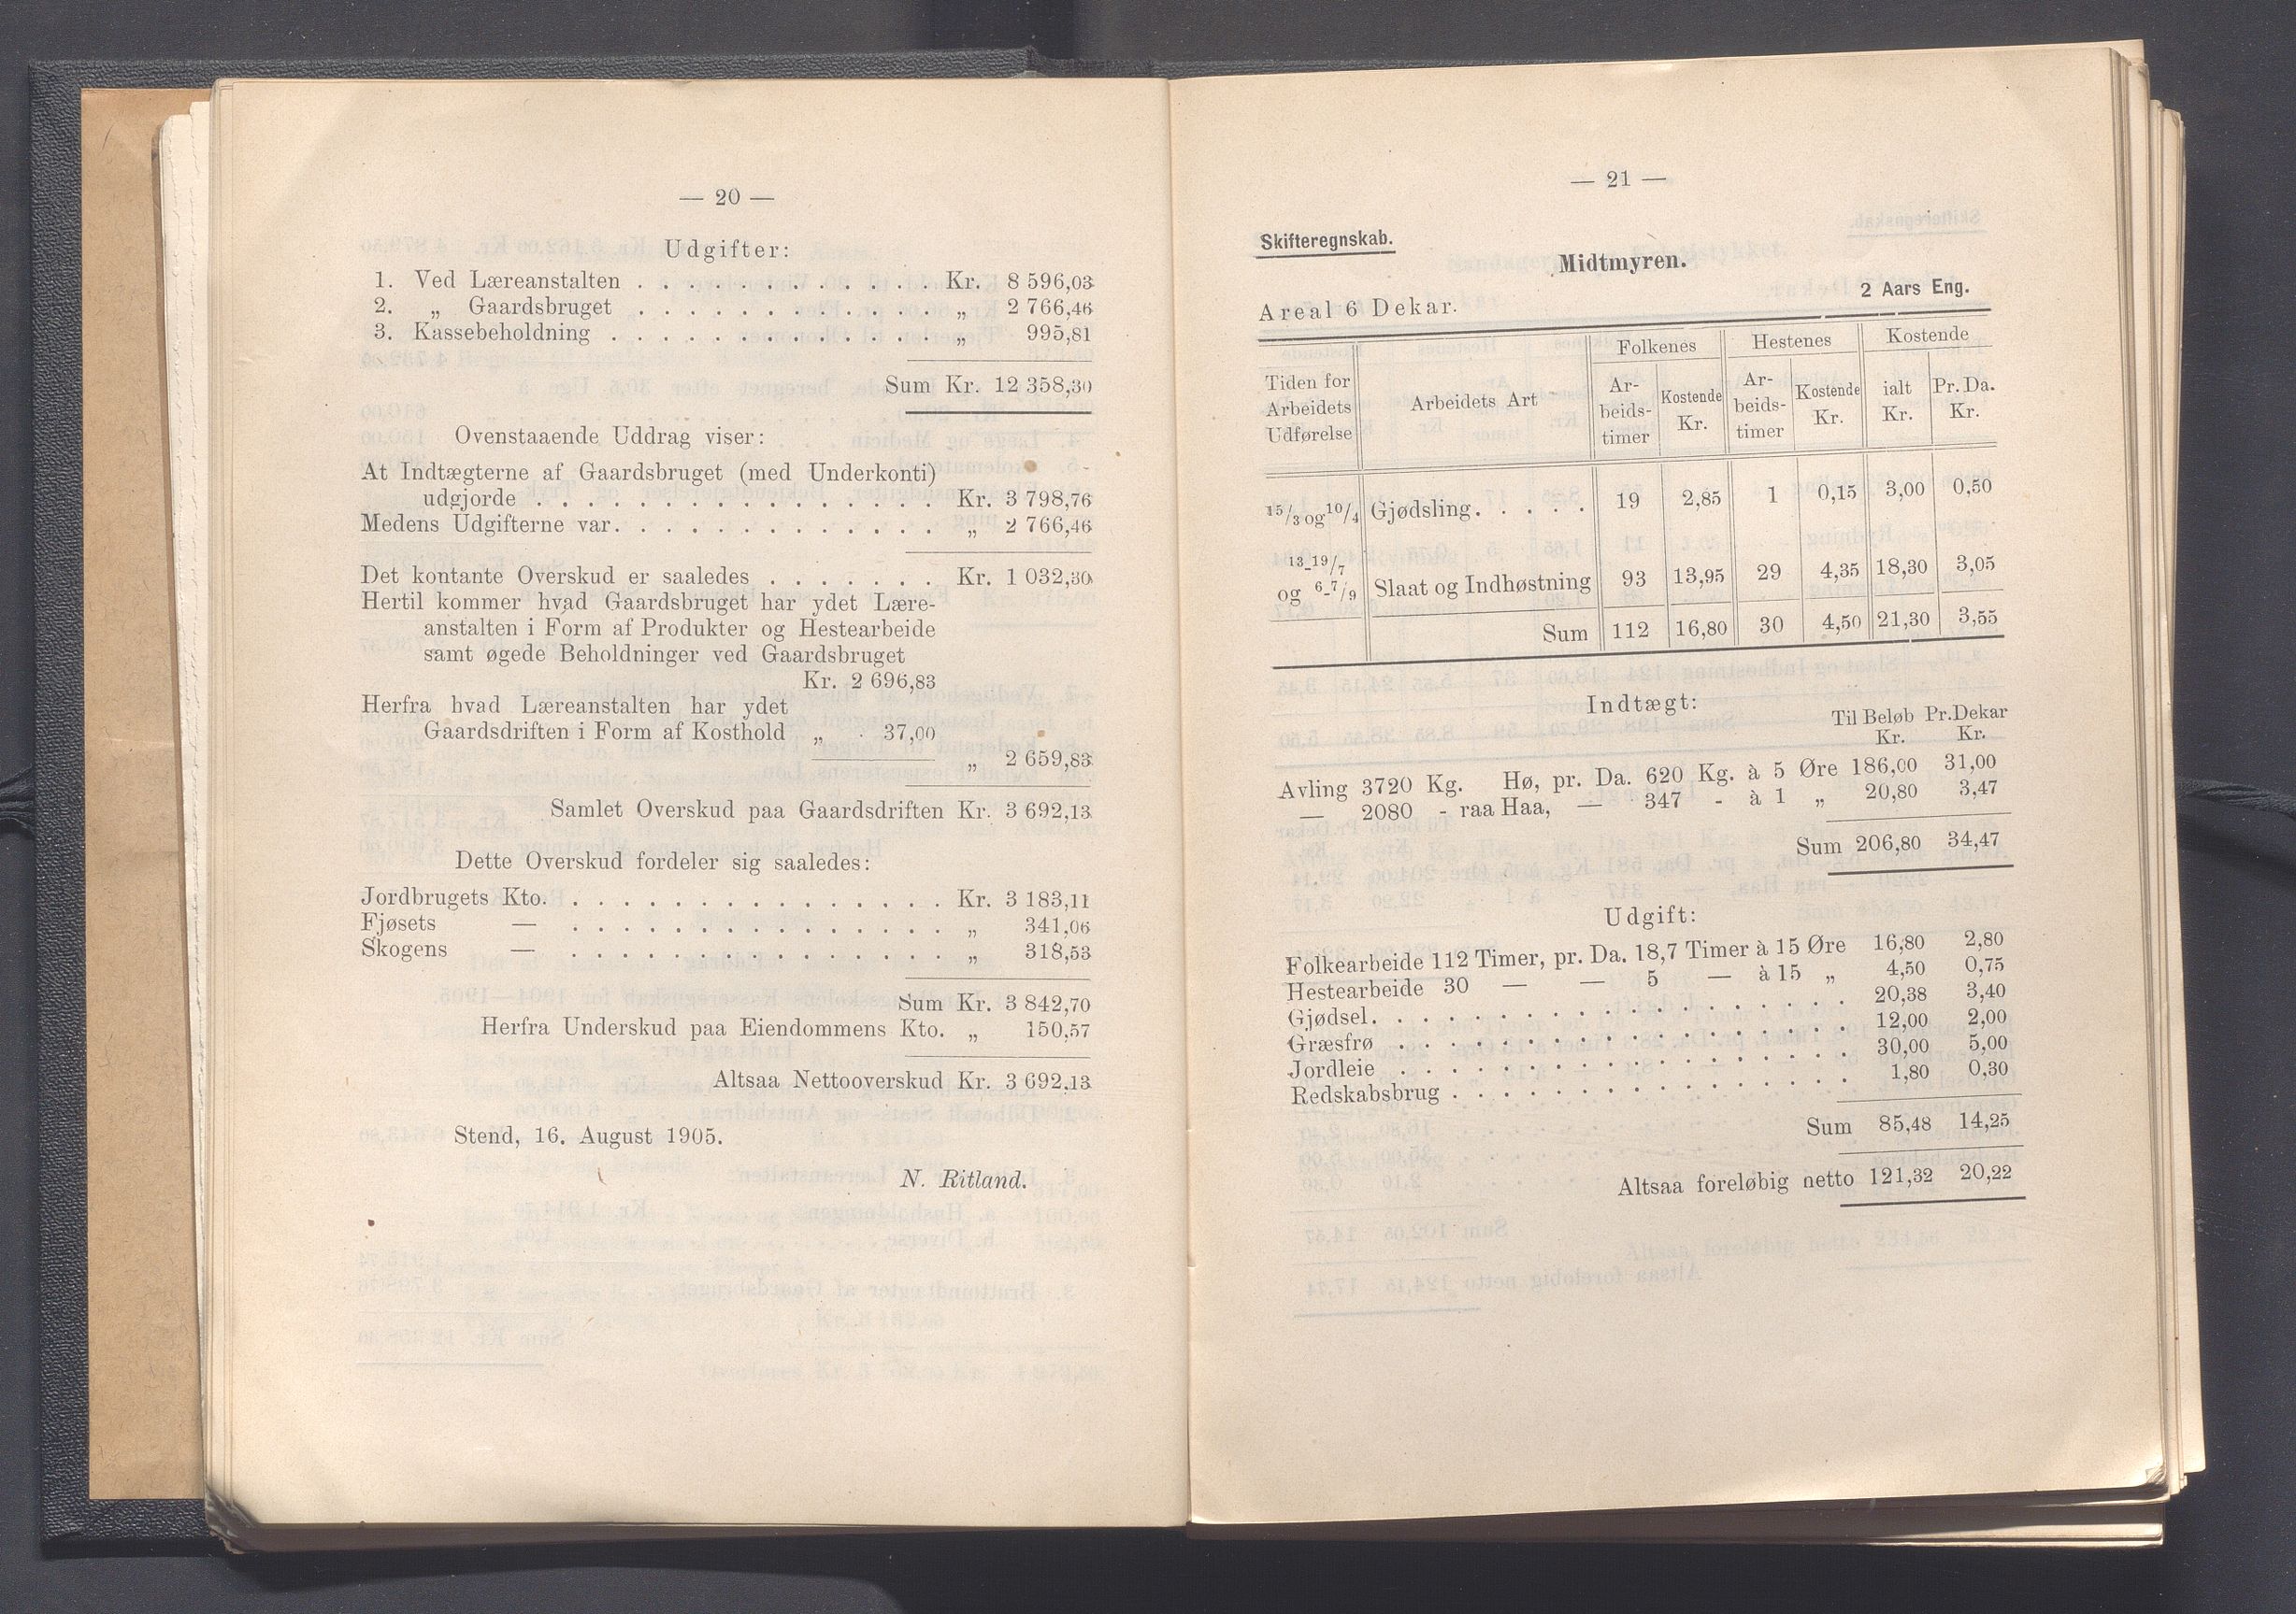 — 20 —
Udgifter:
1. Ved Læreanstalten . . . . . . . . . . . . Kr. 8 596,03
2. „ Gaardsbruget . . . . . . . . . . . . „ 2 766,46
3. Kassebeholdning . . . . . . . . . . . . . „ 995,81
Sum Kr. 12 358,30
Ovenstaaende Uddrag viser:
At Indtægterne af Gaardsbruget (med Underkonti)
udgjorde . . . . . . . . . . . . . . . . Kr. 3 798,76
Medens Udgifterne var. . . . . . . . . . . . . „ 2 766,46
Det kontante Overskud er saaledes . . . . . . . Kr. 1 032,30
Hertil kommer hvad Gaardsbruget har ydet Lære-
anstalten i Form af Produkter og Hestearbeide
samt øgede Beholdninger ved Gaardsbruget
Kr. 2 696,83
Herfra hvad Læreanstalten har ydet
Gaardsdriften i Form af Kosthold „ 37,00
„ 2 659,83
Samlet Overskud paa Gaardsdriften Kr. 3 692,13
Dette Overskud fordeler sig saaledes:
Jordbrugets Kto. . . . . . . . . . . . . . . . Kr. 3 183,11
Fjøsets — . . . . . . . . . . . . . . . „ 341,06
Skogens — . . . . . . . . . . . . . . . „ 318,53
Sum Kr. 3 842,70
Herfra Underskud paa Eiendommens Kto. „ 150,57
Altsaa Nettooverskud Kr. 3 692,13
Stend, 16. August 1905.
N. Ritland.
— 21 —
Skifteregnskab.
Midtmyren.
2 Aars Eng.
Areal 6 Dekar.
Folkenes Hestenes Kostende
Tiden for Arbeidets Udførelse Arbeidets Art Ar-beids-timer Kostende Kr. Ar-beids-timer Kostende Kr. ialt Kr. Pr. Da. Kr.
15/3 og 10/4 Gjødsling. . . . . 19 2,85 1 0,15 3,00 0,50
13-19/7
og 6-7/9 Slaat og Indhøstning 93 13,95 29 4,35 18,30 3,05
Sum 112 16,80 30 4,50 21,30 3,55
Indtægt:
Til Beløb Pr. Dekar
Kr. Kr.
Avling 3720 Kg. Hø, pr. Da. 620 Kg. à 5 Øre 186,00 31,00
— 2080 - raa Haa, — 347 - à 1 „ 20,80 3,47
Sum 206,80 34,47
Udgift:
Folkearbeide 112 Timer, pr. Da. 18,7 Timer à 15 Øre 16,80 2,80
Hestearbeide 30 — — 5 — à 15 „ 4,50 0,75
Gjødsel. . . . . . . . . . . . . . . . . . . 20,38 3,40
Græsfrø . . . . . . . . . . . . . . . . . . 12,00 2,00
Jordleie . . . . . . . . . . . . . . . . . . 30,00 5,00
Redskabsbrug . . . . . . . . . . . . . . . . 1,80 0,30
Sum 85,48 14,25
Altsaa foreløbig netto 121,32 20,22